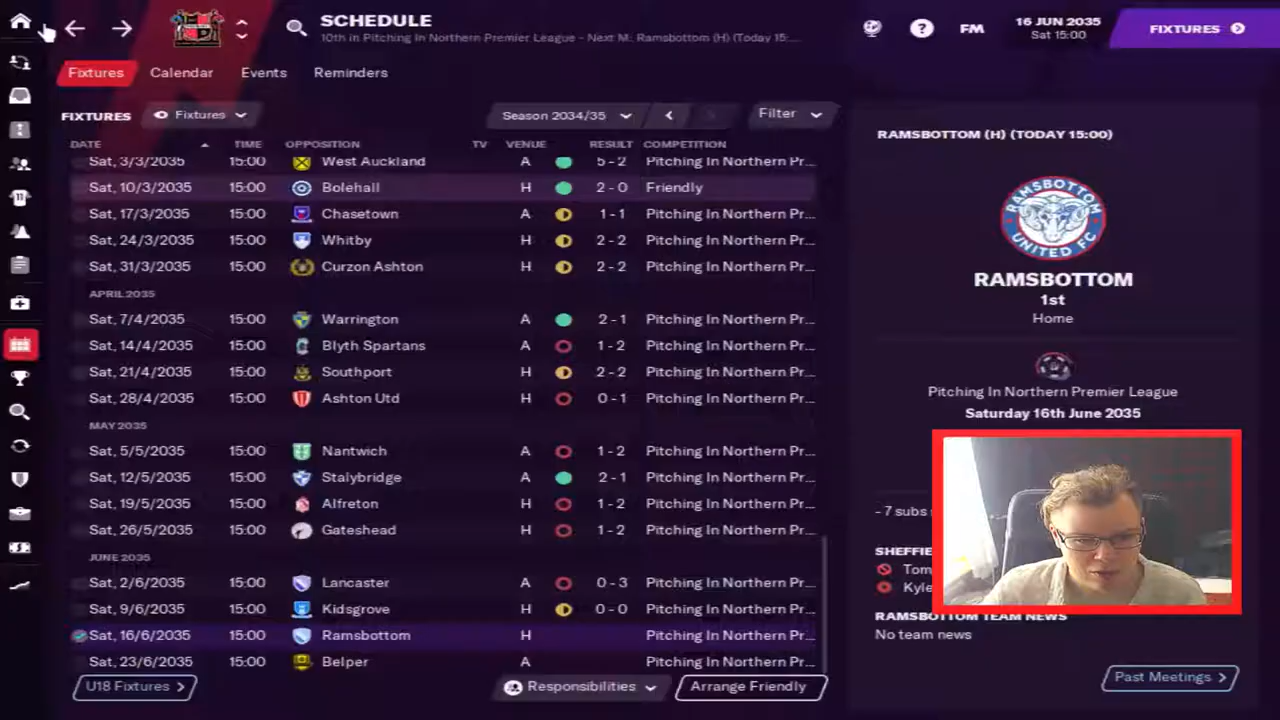 SCHEDULE
10th in Pitching In Northern Premier League - Next M: Ramsbottom (H) (Today 15:...
FM
16 JUN 2035
Sat 15:00
FIXTURES
Fixtures Calendar Events Reminders
FIXTURES Fixtures Season 2034/35 Filter
DATE TIME OPPOSITION TV VENUE RESULT COMPETITION
Sat, 3/3/2035 15:00 West Auckland A 5 - 2 Pitching In Northern Pr...
Sat, 10/3/2035 15:00 Bolehall H 2 - 0 Friendly
Sat, 17/3/2035 15:00 Chasetown A 1 - 1 Pitching In Northern Pr...
Sat, 24/3/2035 15:00 Whitby H 2 - 2 Pitching In Northern Pr...
Sat, 31/3/2035 15:00 Curzon Ashton H 2 - 2 Pitching In Northern Pr...
APRIL 2035
Sat, 7/4/2035 15:00 Warrington A 2 - 1 Pitching In Northern Pr...
Sat, 14/4/2035 15:00 Blyth Spartans A 1 - 2 Pitching In Northern Pr...
Sat, 21/4/2035 15:00 Southport H 2 - 2 Pitching In Northern Pr...
Sat, 28/4/2035 15:00 Ashton Utd H 0 - 1 Pitching In Northern Pr...
MAY 2035
Sat, 5/5/2035 15:00 Nantwich A 1 - 2 Pitching In Northern Pr...
Sat, 12/5/2035 15:00 Stalybridge A 2 - 1 Pitching In Northern Pr...
Sat, 19/5/2035 15:00 Alfreton H 1 - 2 Pitching In Northern Pr...
Sat, 26/5/2035 15:00 Gateshead H 1 - 2 Pitching In Northern Pr...
JUNE 2035
Sat, 2/6/2035 15:00 Lancaster A 0 - 3 Pitching In Northern Pr...
Sat, 9/6/2035 15:00 Kidsgrove H 0 - 0 Pitching In Northern Pr...
Sat, 16/6/2035 15:00 Ramsbottom H Pitching In Northern Pr...
Sat, 23/6/2035 15:00 Belper A Pitching In Northern Pr...
U18 Fixtures Responsibilities Arrange Friendly
RAMSBOTTOM (H) (TODAY 15:00)
RAMSBOTTOM
UNITED FC
RAMSBOTTOM
1st
Home
Pitching In Northern Premier League
Saturday 16th June 2035
- 7 subs
SHEFFIE
Tom
Kyle
RAMSBOTTOM TEAM NEWS
No team news
Past Meetings